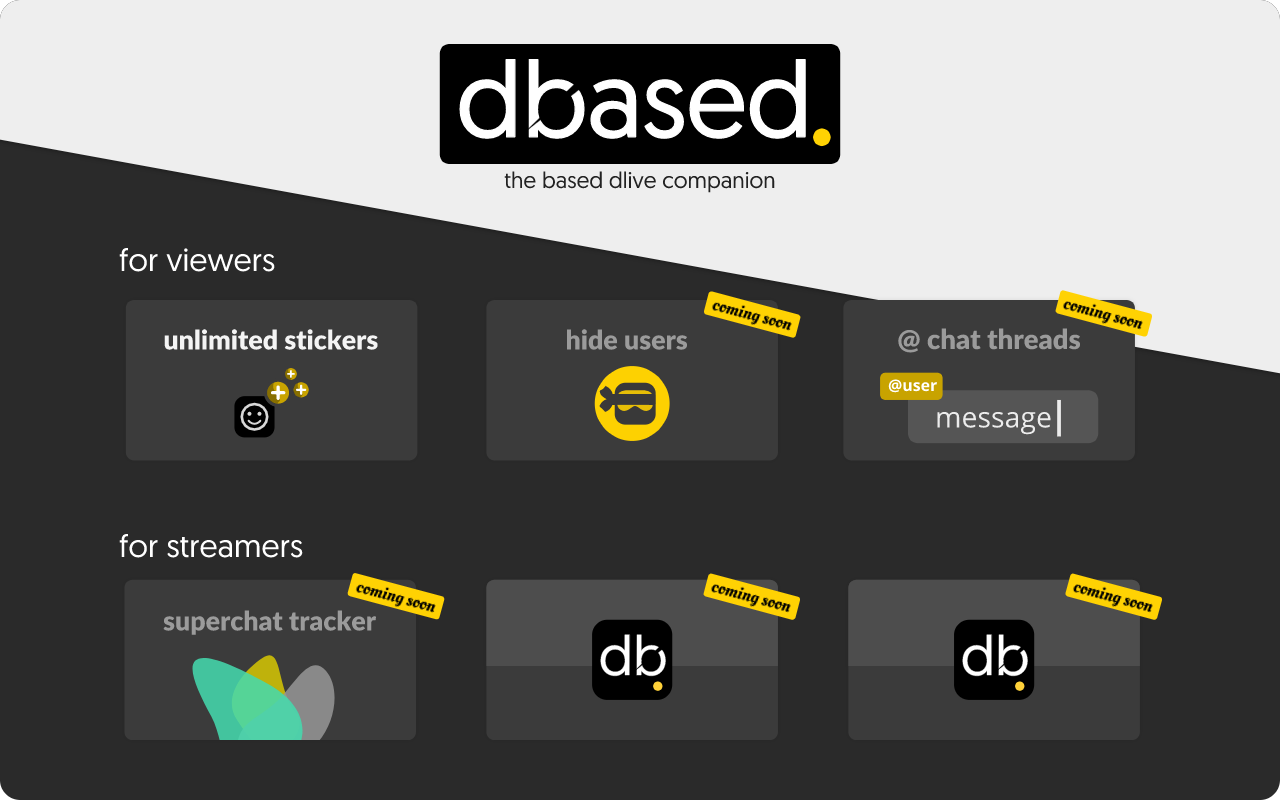 dbased.
the based dlive companion
for viewers
unlimited stickers
hide users
coming soon
@ chat threads
coming soon
@user
message
for streamers
superchat tracker
coming soon
db.
coming soon
db.
coming soon